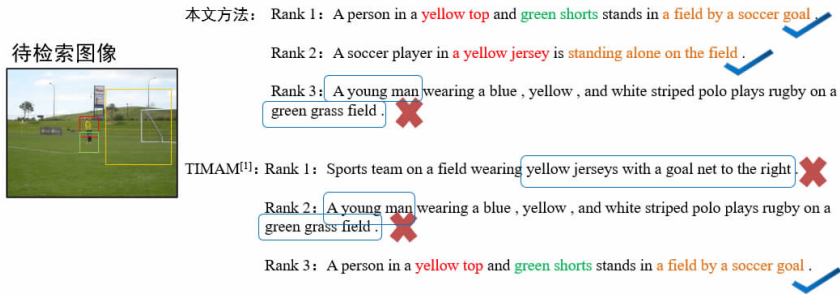 本文方法： Rank 1： A person in a yellow top and green shorts stands in a field by a soccer goal .
Rank 2： A soccer player in a yellow jersey is standing alone on the field .
待检索图像
Rank 3： A young man wearing a blue , yellow , and white striped polo plays rugby on a
green grass field .
TIMAM[1]： Rank 1： Sports team on a field wearing yellow jerseys with a goal net to the right .
Rank 2： A young man wearing a blue , yellow , and white striped polo plays rugby on a
green grass field .
Rank 3： A person in a yellow top and green shorts stands in a field by a soccer goal .